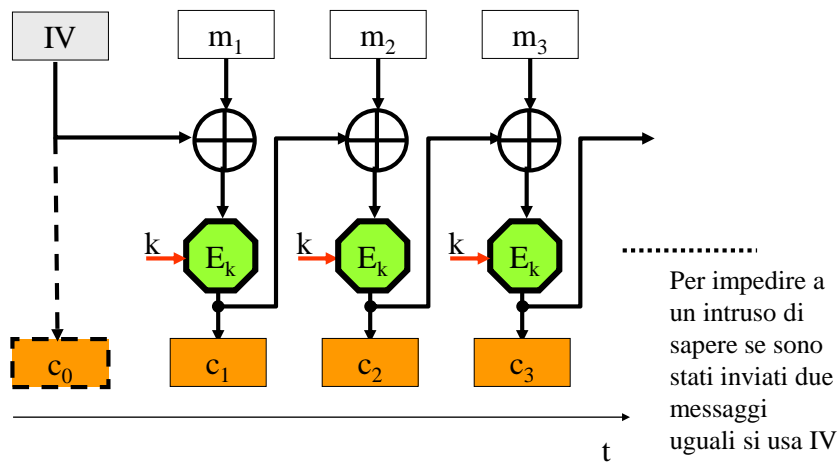 IV
m1
m2
m3
k
Ek
k
Ek
k
Ek
c0
c1
c2
c3
t
Per impedire a
un intruso di
sapere se sono
stati inviati due
messaggi
uguali si usa IV